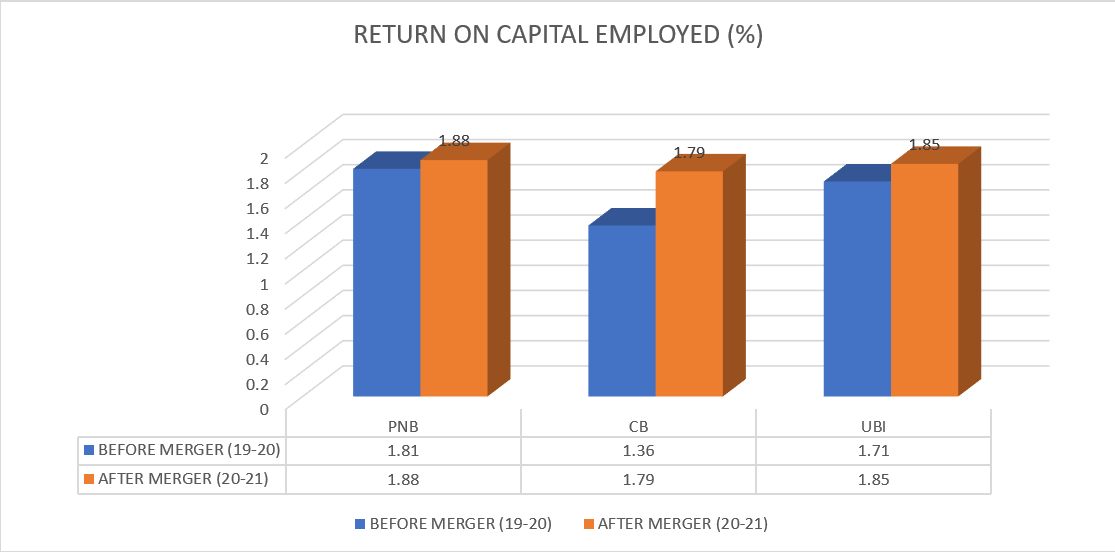 RETURN ON CAPITAL EMPLOYED (%)
1.88
1.79
1.85
2
1.8
1.6
1.4
1.2
1
0.8
0.6
0.4
0.2
0
PNB CB UBI
BEFORE MERGER (19-20) 1.81 1.36 1.71
AFTER MERGER (20-21) 1.88 1.79 1.85
BEFORE MERGER (19-20) AFTER MERGER (20-21)